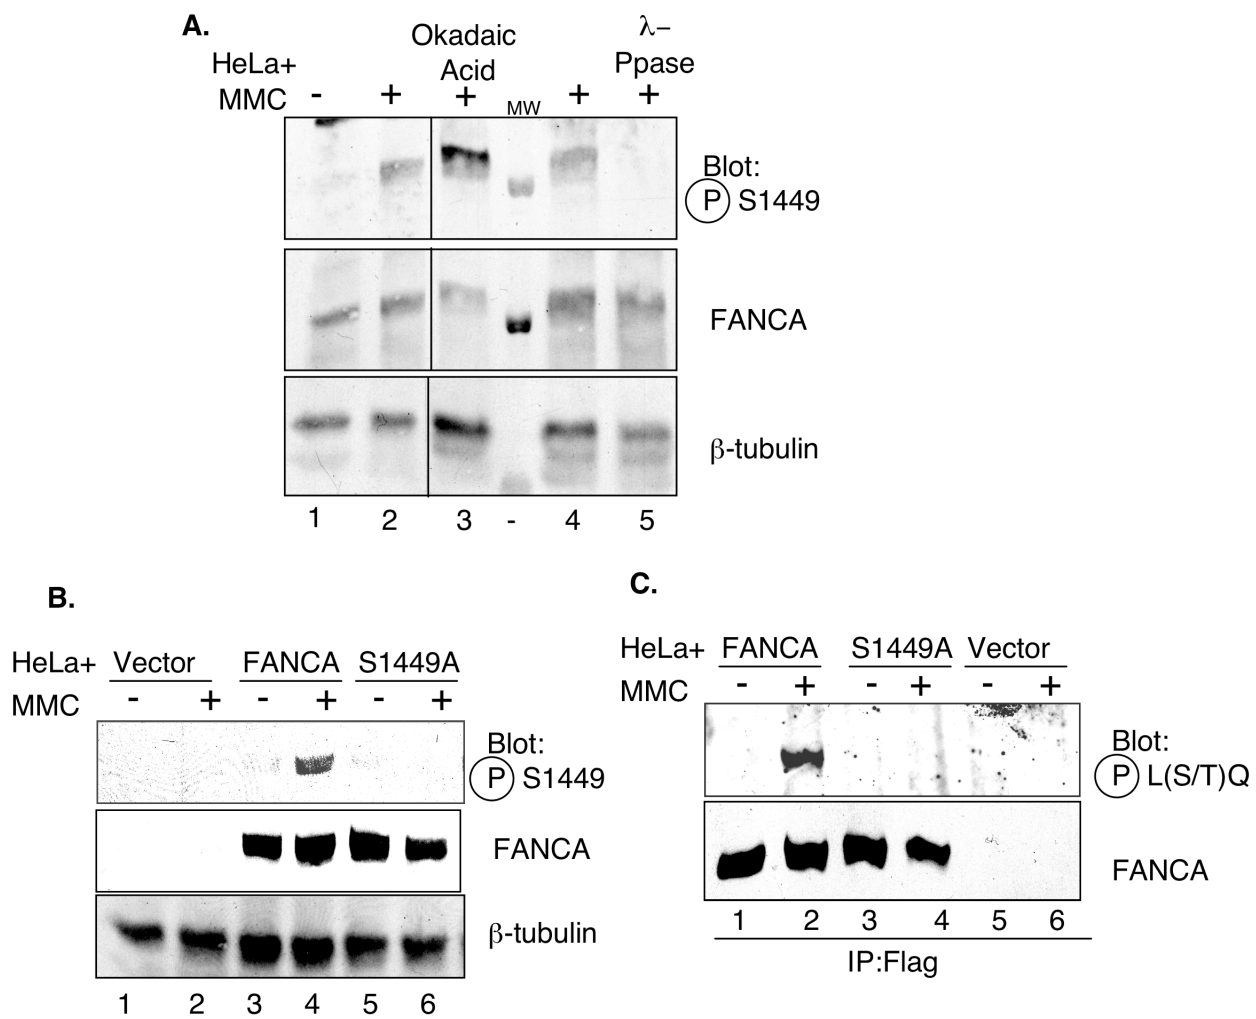 A.
Okadaic
Acid
λ–
Ppase
HeLa+
MMC - + + MW + +
Blot:
P S1449
FANCA
β-tubulin
1 2 3 - 4 5
B.
HeLa+ Vector FANCA S1449A
MMC - + - + - +
Blot:
P S1449
FANCA
β-tubulin
1 2 3 4 5 6
C.
HeLa+ FANCA S1449A Vector
MMC - + - + - +
Blot:
P L(S/T)Q
FANCA
1 2 3 4 5 6
IP:Flag